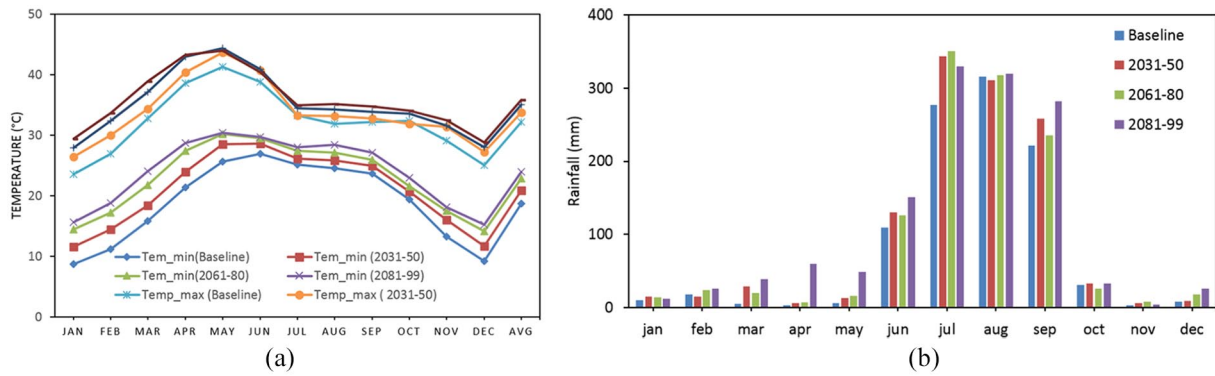 50
40
30
20
10
0
TEMPERATURE (°C)
Tem_min(Baseline) Tem_min (2031-50)
Tem_min(2061-80) Tem_min (2081-99)
Temp_max (Baseline) Temp_max ( 2031-50)
JAN FEB MAR APR MAY JUN JUL AUG SEP OCT NOV DEC AVG
(a)
400
300
200
100
0
Rainfall (mm)
Baseline
2031-50
2061-80
2081-99
jan feb mar apr may jun jul aug sep oct nov dec
(b)